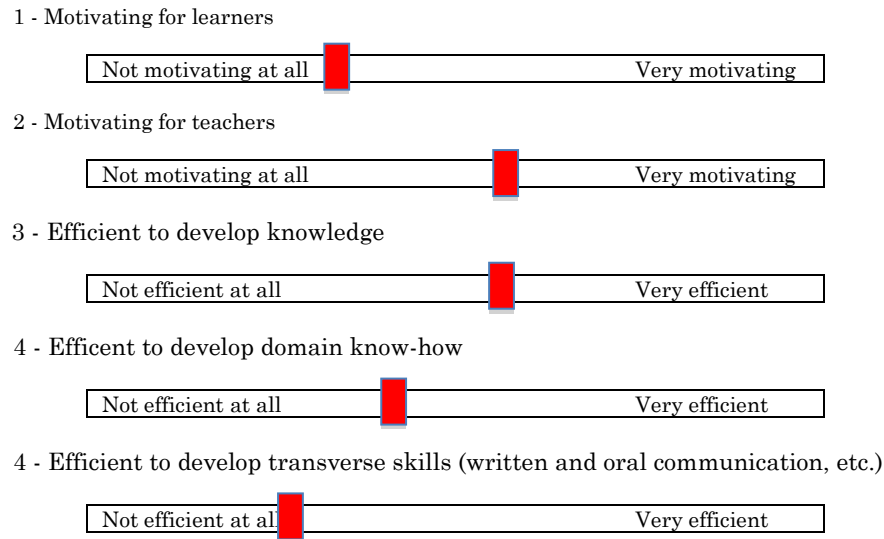 1 - Motivating for learners
Not motivating at all Very motivating
2 - Motivating for teachers
Not motivating at all Very motivating
3 - Efficient to develop knowledge
Not efficient at all Very efficient
4 - Efficent to develop domain know-how
Not efficient at all Very efficient
4 - Efficient to develop transverse skills (written and oral communication, etc.)
Not efficient at all Very efficient